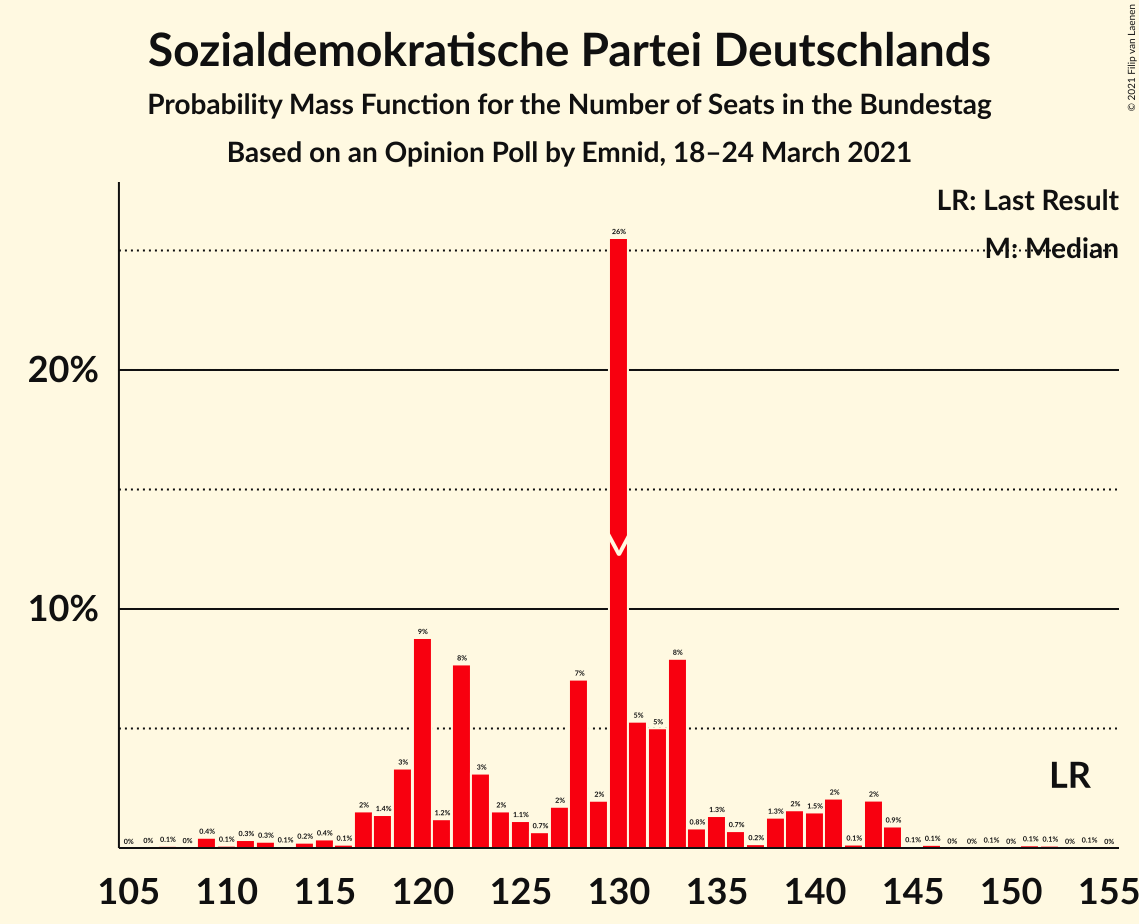 Sozialdemokratische Partei Deutschlands
Probability Mass Function for the Number of Seats in the Bundestag
Based on an Opinion Poll by Emnid, 18–24 March 2021
© 2021 Filip van Laenen
LR: Last Result
M: Median
20%
10%
0% 0% 0.1% 0% 0.4% 0.1% 0.3% 0.3% 0.1% 0.2% 0.4% 0.1% 2% 1.4% 3% 9% 1.2% 8% 3% 2% 1.1% 0.7% 2% 7% 2% 26% 5% 5% 8% 0.8% 1.3% 0.7% 0.2% 1.3% 2% 1.5% 2% 0.1% 2% 0.9% 0.1% 0.1% 0% 0% 0.1% 0% 0.1% 0.1% 0% 0.1% 0%
M
LR
105 110 115 120 125 130 135 140 145 150 155